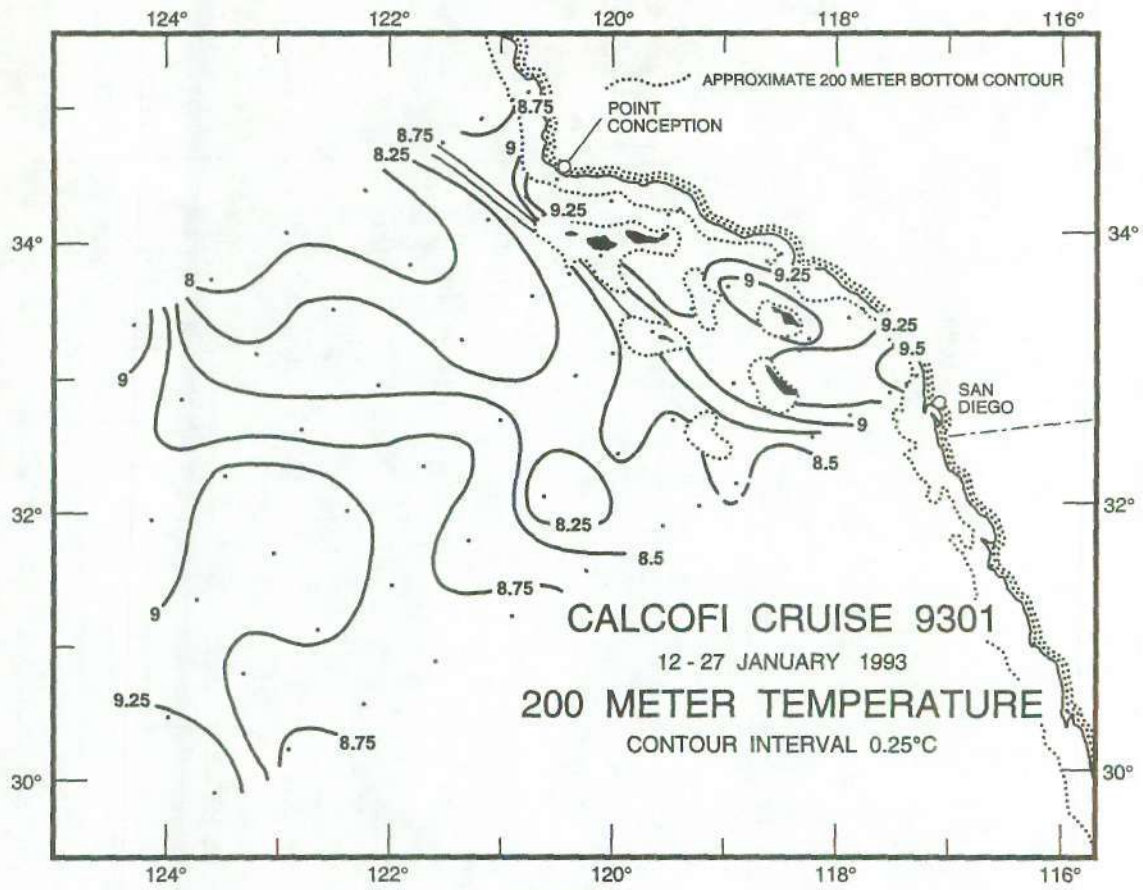 124° 122° 120° 118° 116°
APPROXIMATE 200 METER BOTTOM CONTOUR
8.75
POINT
CONCEPTION
8.75
8.25
9
9.25
34° 34°
9.25
8
9
9.25
9.5
9
SAN
DIEGO
9
8.5
32° 32°
8.25
8.5
8.75
9
CALCOFI CRUISE 9301
12 - 27 JANUARY 1993
9.25
200 METER TEMPERATURE
8.75
CONTOUR INTERVAL 0.25°C
30° 30°
124° 122° 120° 118° 116°